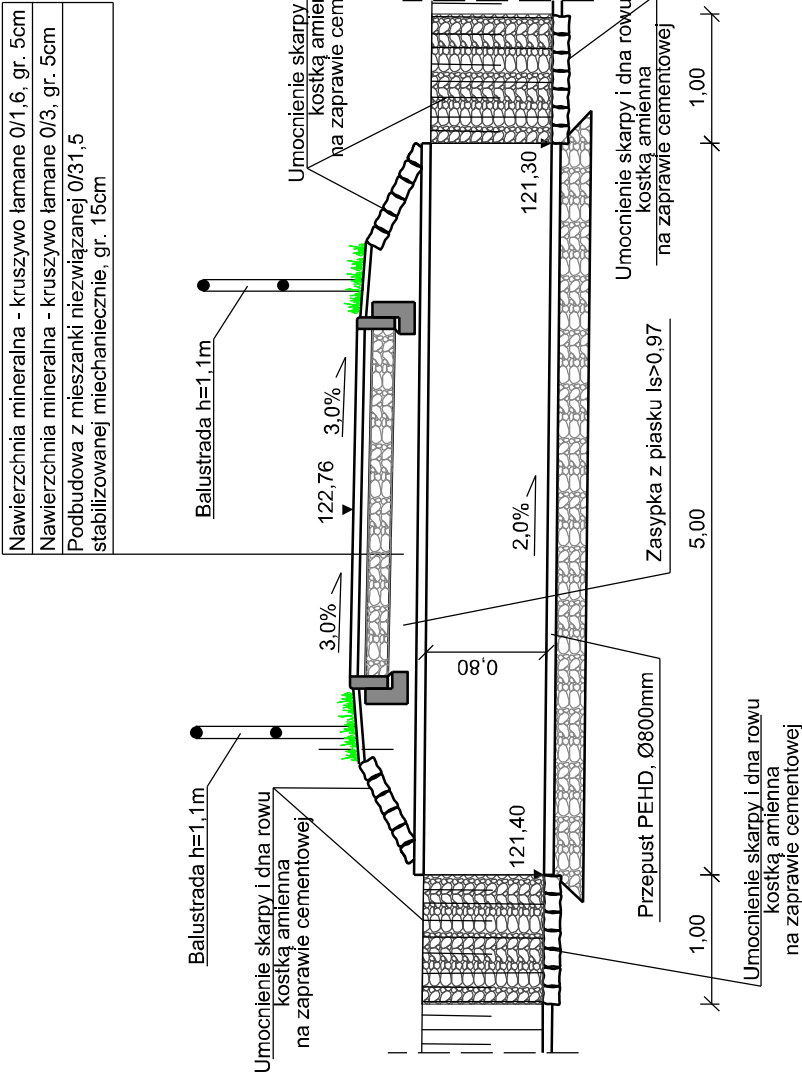 Nawierzchnia mineralna - kruszywo łamane 0/1,6, gr. 5cm
Nawierzchnia mineralna - kruszywo łamane 0/3, gr. 5cm
Podbudowa z mieszanki niezwiązanej 0/31,5
stabilizowanej miechaniecznie, gr. 15cm
Balustrada h=1,1m
Balustrada h=1,1m
Umocnienie skarpy i dna rowu
kostką amienna
na zaprawie cementowej
Umocnienie skarpy
kostką amien
na zaprawie cem
3,0%
122,76
3,0%
121,40
0,80
2,0%
121,30
Umocnienie skarpy i dna rowu
kostką amienna
na zaprawie cementowej
Przepust PEHD, Ø800mm
Zasypka z piasku Is>0,97
1,00
5,00
1,00
Umocnienie skarpy i dna rowu
kostką amienna
na zaprawie cementowej